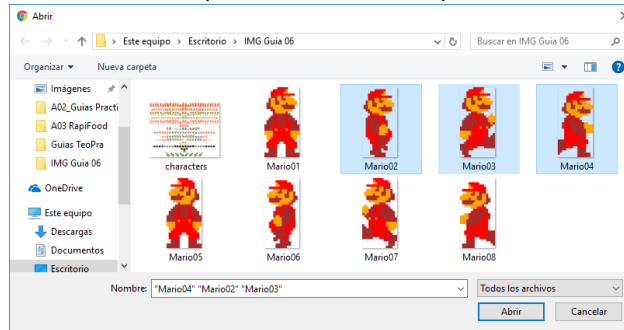 Abrir
Este equipo > Escritorio > IMG Guia 06
Buscar en IMG Guia 06
Organizar
Nueva carpeta
Imágenes
A02_Guias Practi
A03 RapiFood
Guias TeoPra
IMG Guia 06
OneDrive
Este equipo
Descargas
Documentos
Escritorio
characters
Mario01
Mario02
Mario03
Mario04
Mario05
Mario06
Mario07
Mario08
Nombre: "Mario04" "Mario02" "Mario03"
Todos los archivos
Abrir
Cancelar